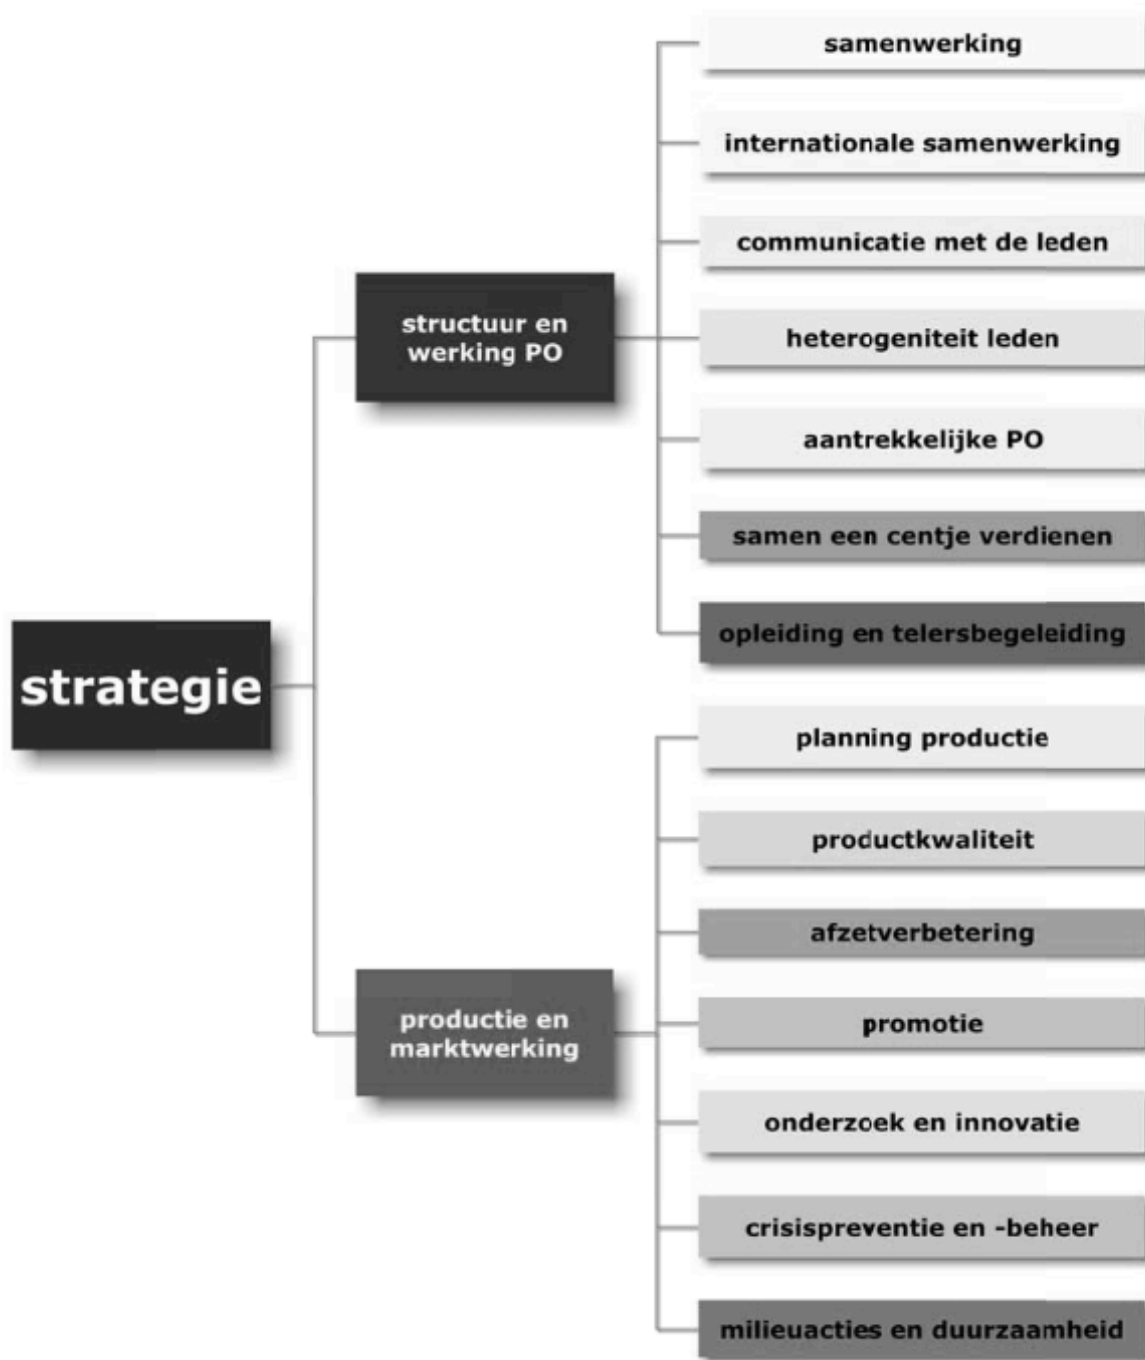 strategie
structuur en
werking PO
samenwerking
internationale samenwerking
communicatie met de leden
heterogeniteit leden
aantrekkelijke PO
samen een centje verdienen
opleiding en telersbegeleiding
productie en
marktwerking
planning productie
productkwaliteit
afzetverbetering
promotie
onderzoek en innovatie
crisispreventie en -beheer
milieuacties en duurzaamheid